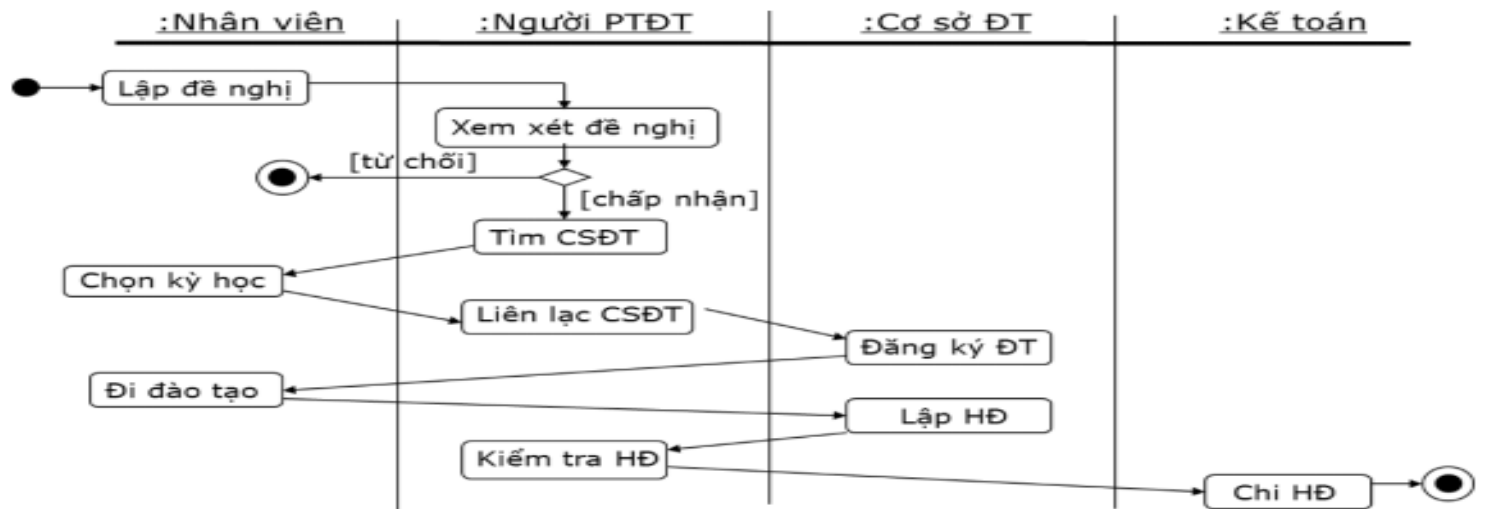 :Nhân viên :Người PTĐT :Cơ sở ĐT :Kế toán
Lập đề nghị
Xem xét đề nghị
[từ chối]
[chấp nhận]
Tìm CSĐT
Chọn kỳ học
Liên lạc CSĐT
Đăng ký ĐT
Đi đào tạo
Lập HĐ
Kiểm tra HĐ
Chi HĐ